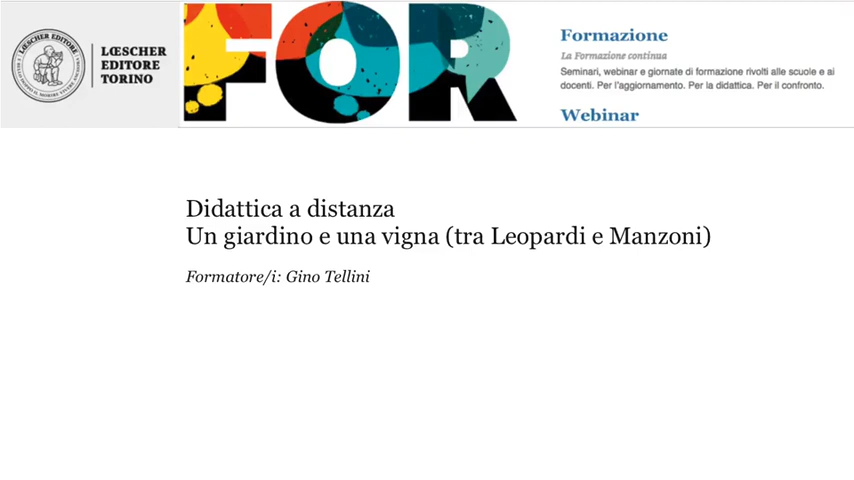 LŒSCHER
EDITORE
TORINO
LŒSCHER EDITORE
FOR
Formazione
La Formazione continua
Seminari, webinar e giornate di formazione rivolti alle scuole e ai
docenti. Per l'aggiornamento. Per la didattica. Per il confronto.
Webinar
Didattica a distanza
Un giardino e una vigna (tra Leopardi e Manzoni)
Formatore/i: Gino Tellini